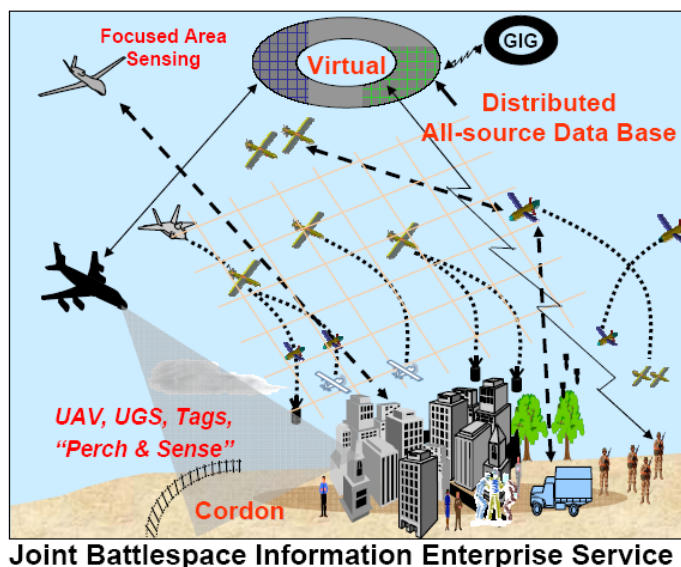 Focused Area
Sensing
Virtual
GIG
Distributed
All-source Data Base
UAV, UGS, Tags,
“Perch & Sense”
Cordon
Joint Battlespace Information Enterprise Service